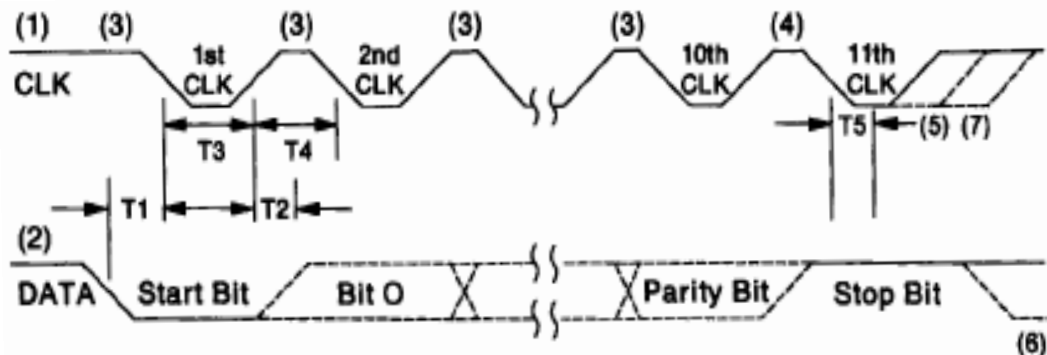 (1) (3) (3) (3) (3) (4)
1st 2nd 10th 11th
CLK CLK CLK CLK CLK
T3 T4 T5 (5) (7)
T1 T2
(2)
DATA Start Bit Bit O Parity Bit Stop Bit
(6)